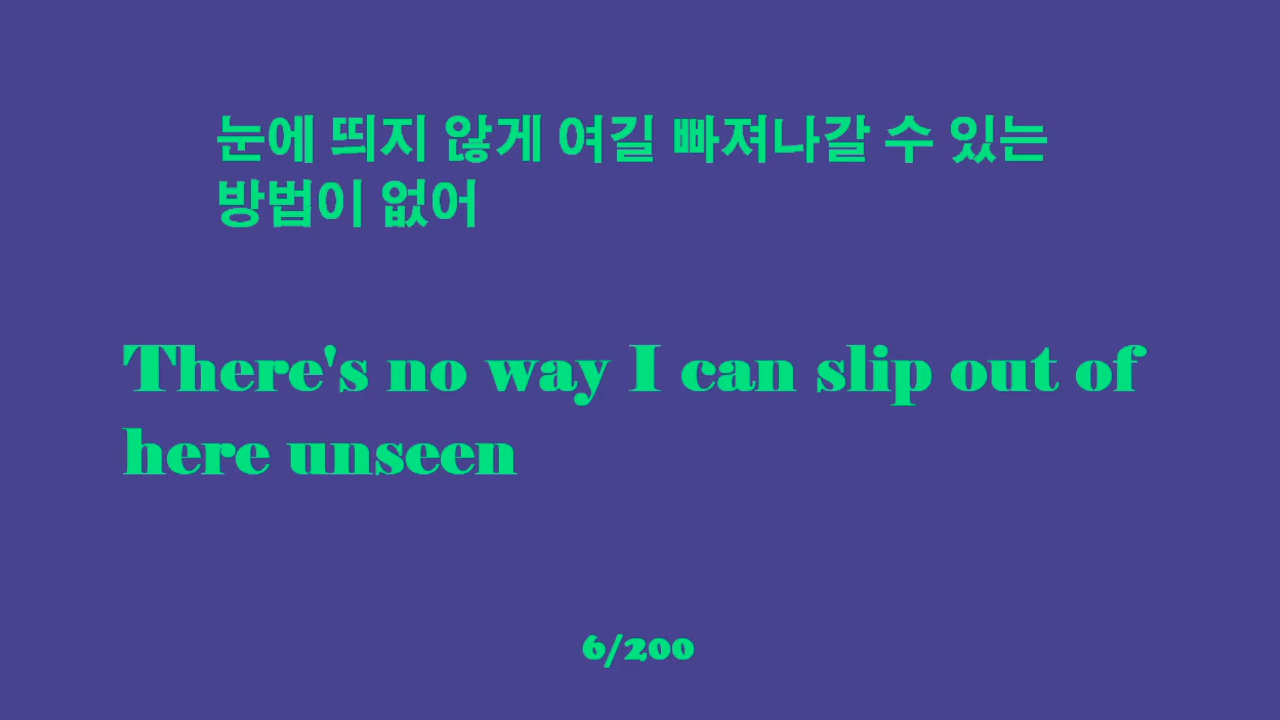 눈에 띄지 않게 여길 빠져나갈 수 있는
방법이 없어
There's no way I can slip out of
here unseen
6/200